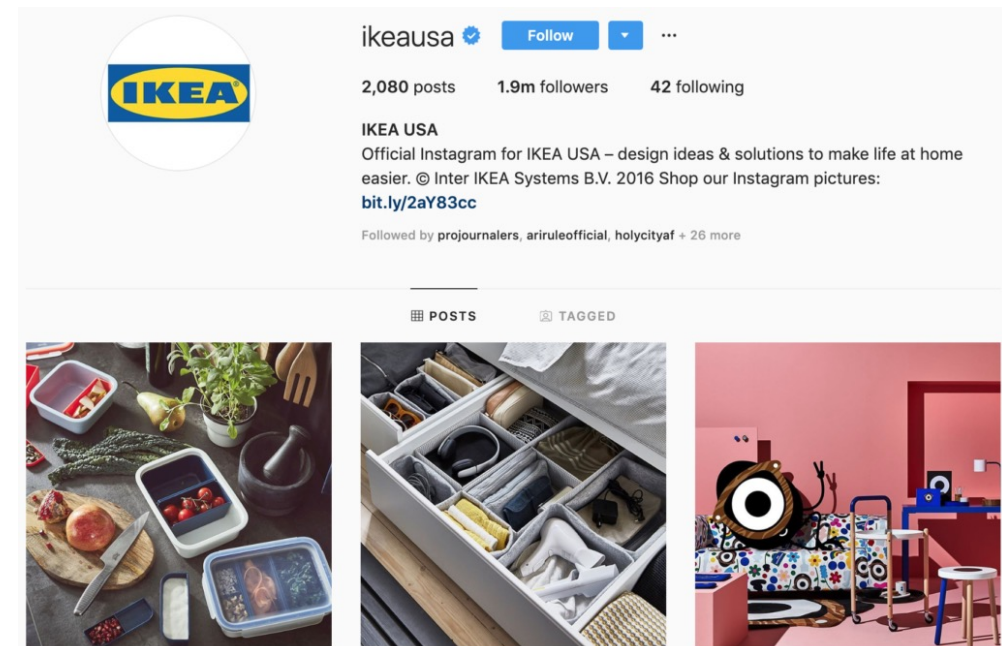 IKEA®
ikeausa
Follow
...
2,080 posts 1.9m followers 42 following
IKEA USA
Official Instagram for IKEA USA – design ideas & solutions to make life at home
easier. © Inter IKEA Systems B.V. 2016 Shop our Instagram pictures:
bit.ly/2aY83cc
Followed by projournalers, ariruleofficial, holycityaf + 26 more
POSTS TAGGED